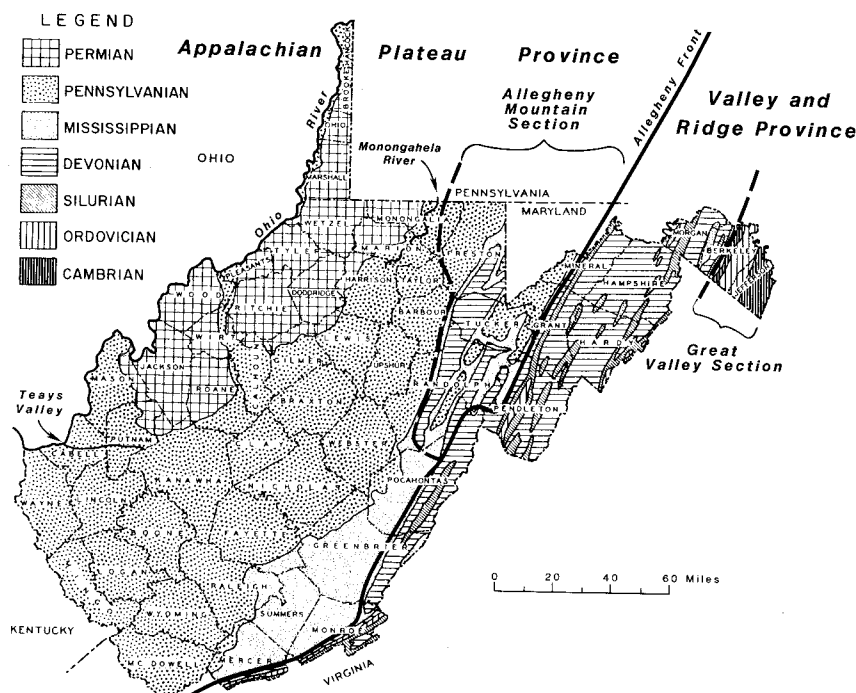 LEGEND
PERMIAN
PENNSYLVANIAN
MISSISSIPPIAN
DEVONIAN
SILURIAN
ORDOVICIAN
CAMBRIAN
Appalachian Plateau Province
Allegheny
Mountain
Section
Allegheny Front
Valley and
Ridge Province
OHIO
Ohio River
Monongahela
River
PENNSYLVANIA
MARYLAND
BROOKE
OHIO
MARSHALL
WETZEL
MONONGALIA
MARION
PRESTON
TYLER
PLEASANTS
WOOD
RITCHIE
DODDRIDGE
HARRISON
TAYLOR
BARBOUR
TUCKER
GRANT
MINERAL
HAMPSHIRE
MORGAN
BERKELEY
JEFFERSON
HARDY
Great
Valley Section
WIRT
LEWIS
GILMER
UPSHUR
RANDOLPH
PENDLETON
CALHOUN
JACKSON
ROANE
BRAXTON
MASON
Teays
Valley
PUTNAM
CABELL
CLAY
WEBSTER
KANAWHA
NICHOLAS
POCAHONTAS
WAYNE
LINCOLN
BOONE
FAYETTE
GREENBRIER
LOGAN
RALEIGH
SUMMERS
WYOMING
MONROE
MC DOWELL
MERCER
KENTUCKY
VIRGINIA
0 20 40 60 Miles